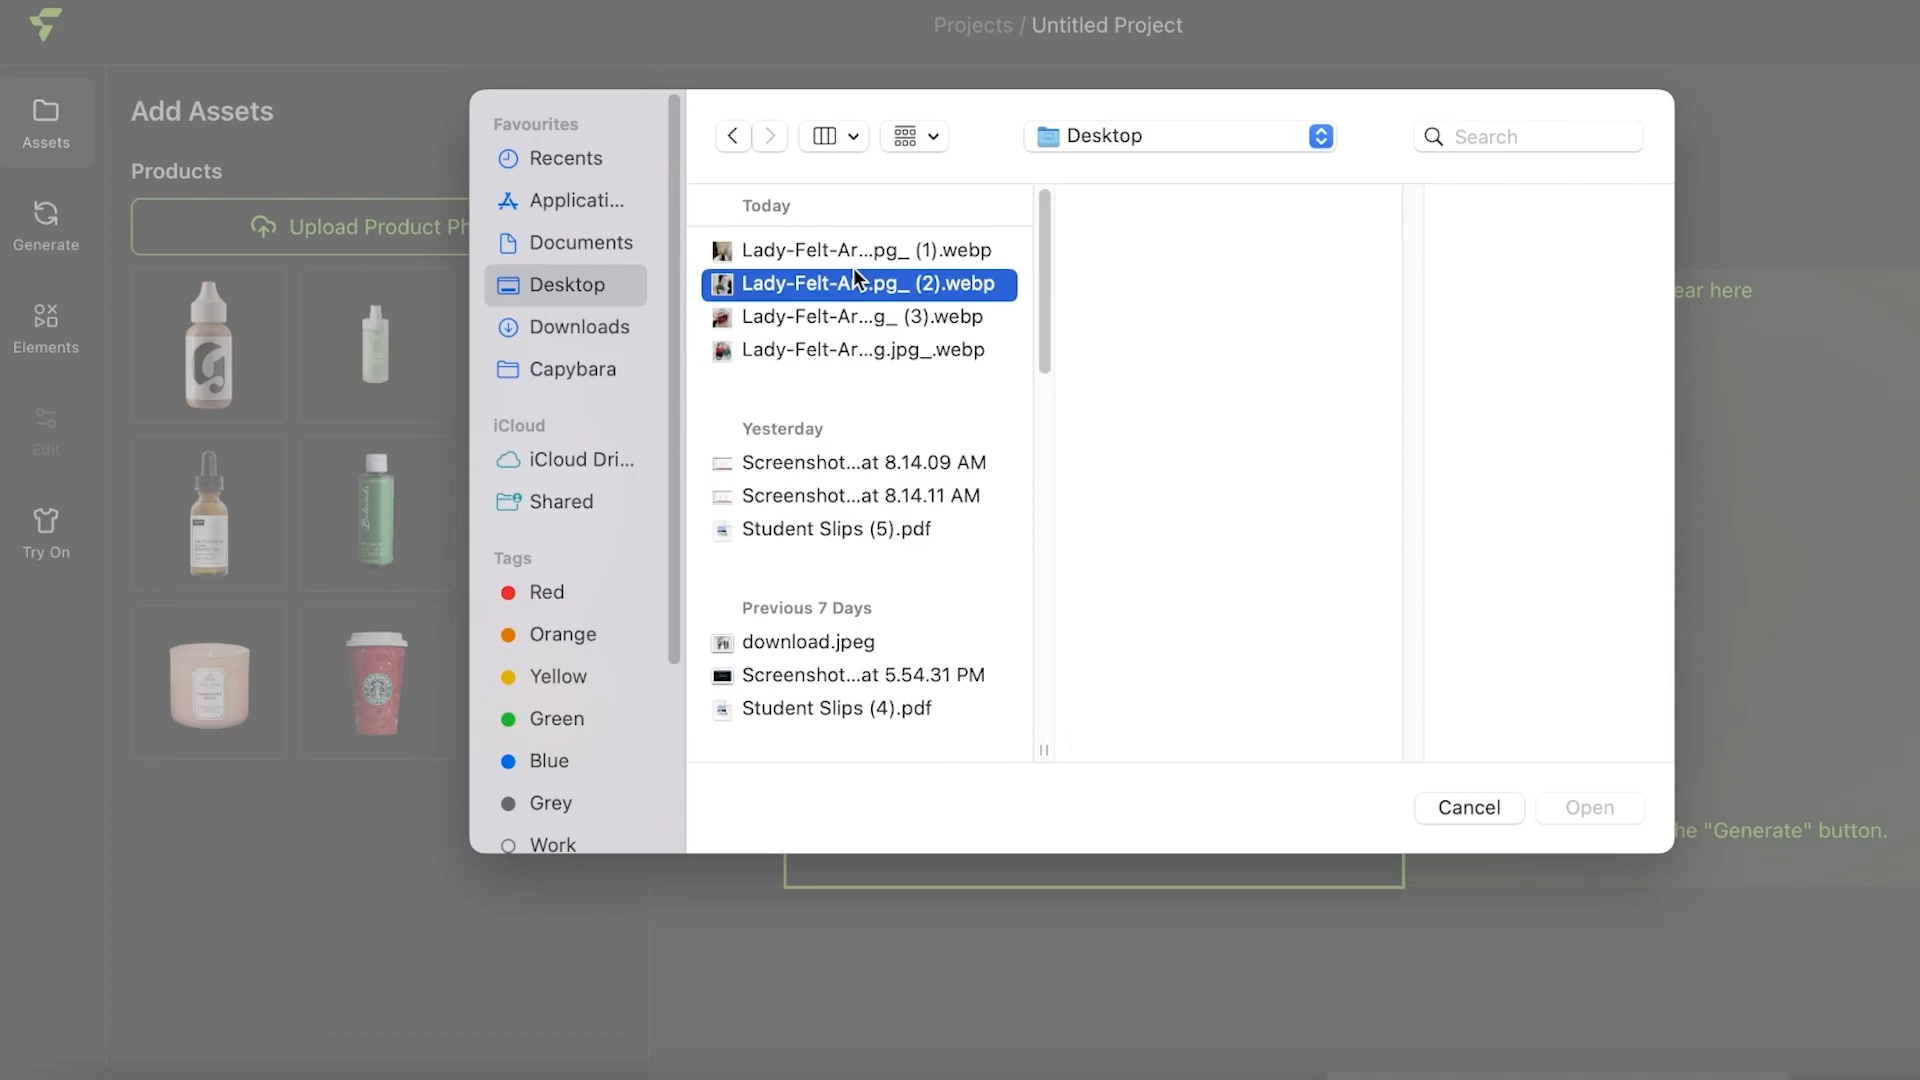 Projects / Untitled Project
Assets
Generate
Elements
Edit
Try On
Add Assets
Products
Upload Product Ph
Favourites
Recents
Applicati...
Documents
Desktop
Downloads
Capybara
iCloud
iCloud Dri...
Shared
Tags
Red
Orange
Yellow
Green
Blue
Grey
Work
Desktop
Search
Today
Lady-Felt-Ar...pg_ (1).webp
Lady-Felt-Ar...pg_ (2).webp
Lady-Felt-Ar...g_ (3).webp
Lady-Felt-Ar...g.jpg_.webp
Yesterday
Screenshot...at 8.14.09 AM
Screenshot...at 8.14.11 AM
Student Slips (5).pdf
Previous 7 Days
download.jpeg
Screenshot...at 5.54.31 PM
Student Slips (4).pdf
Cancel
Open
ear here
he "Generate" button.